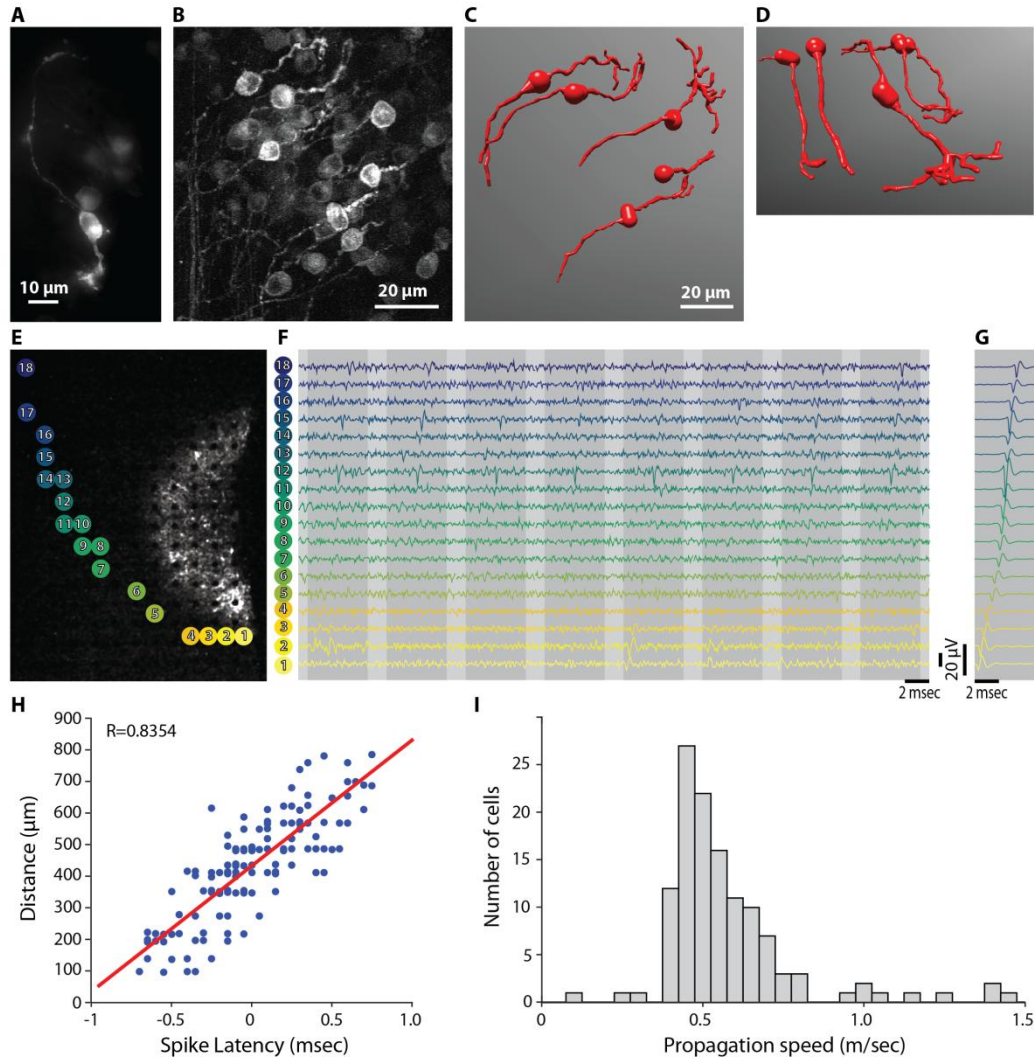 A
B
C
D
10 μm
20 μm
20 μm
E
F
G
18
17
16
15
14 13
12
11 10
9 8
7
6
5
4 3 2 1
18
17
16
15
14
13
12
11
10
9
8
7
6
5
4
3
2
1
20 μV
2 msec
2 msec
H
R=0.8354
900
800
700
600
500
400
300
200
100
0
Distance (μm)
-1
-0.5
0
0.5
1.0
Spike Latency (msec)
I
25
20
15
10
5
0
Number of cells
0
0.5
1.0
1.5
Propagation speed (m/sec)